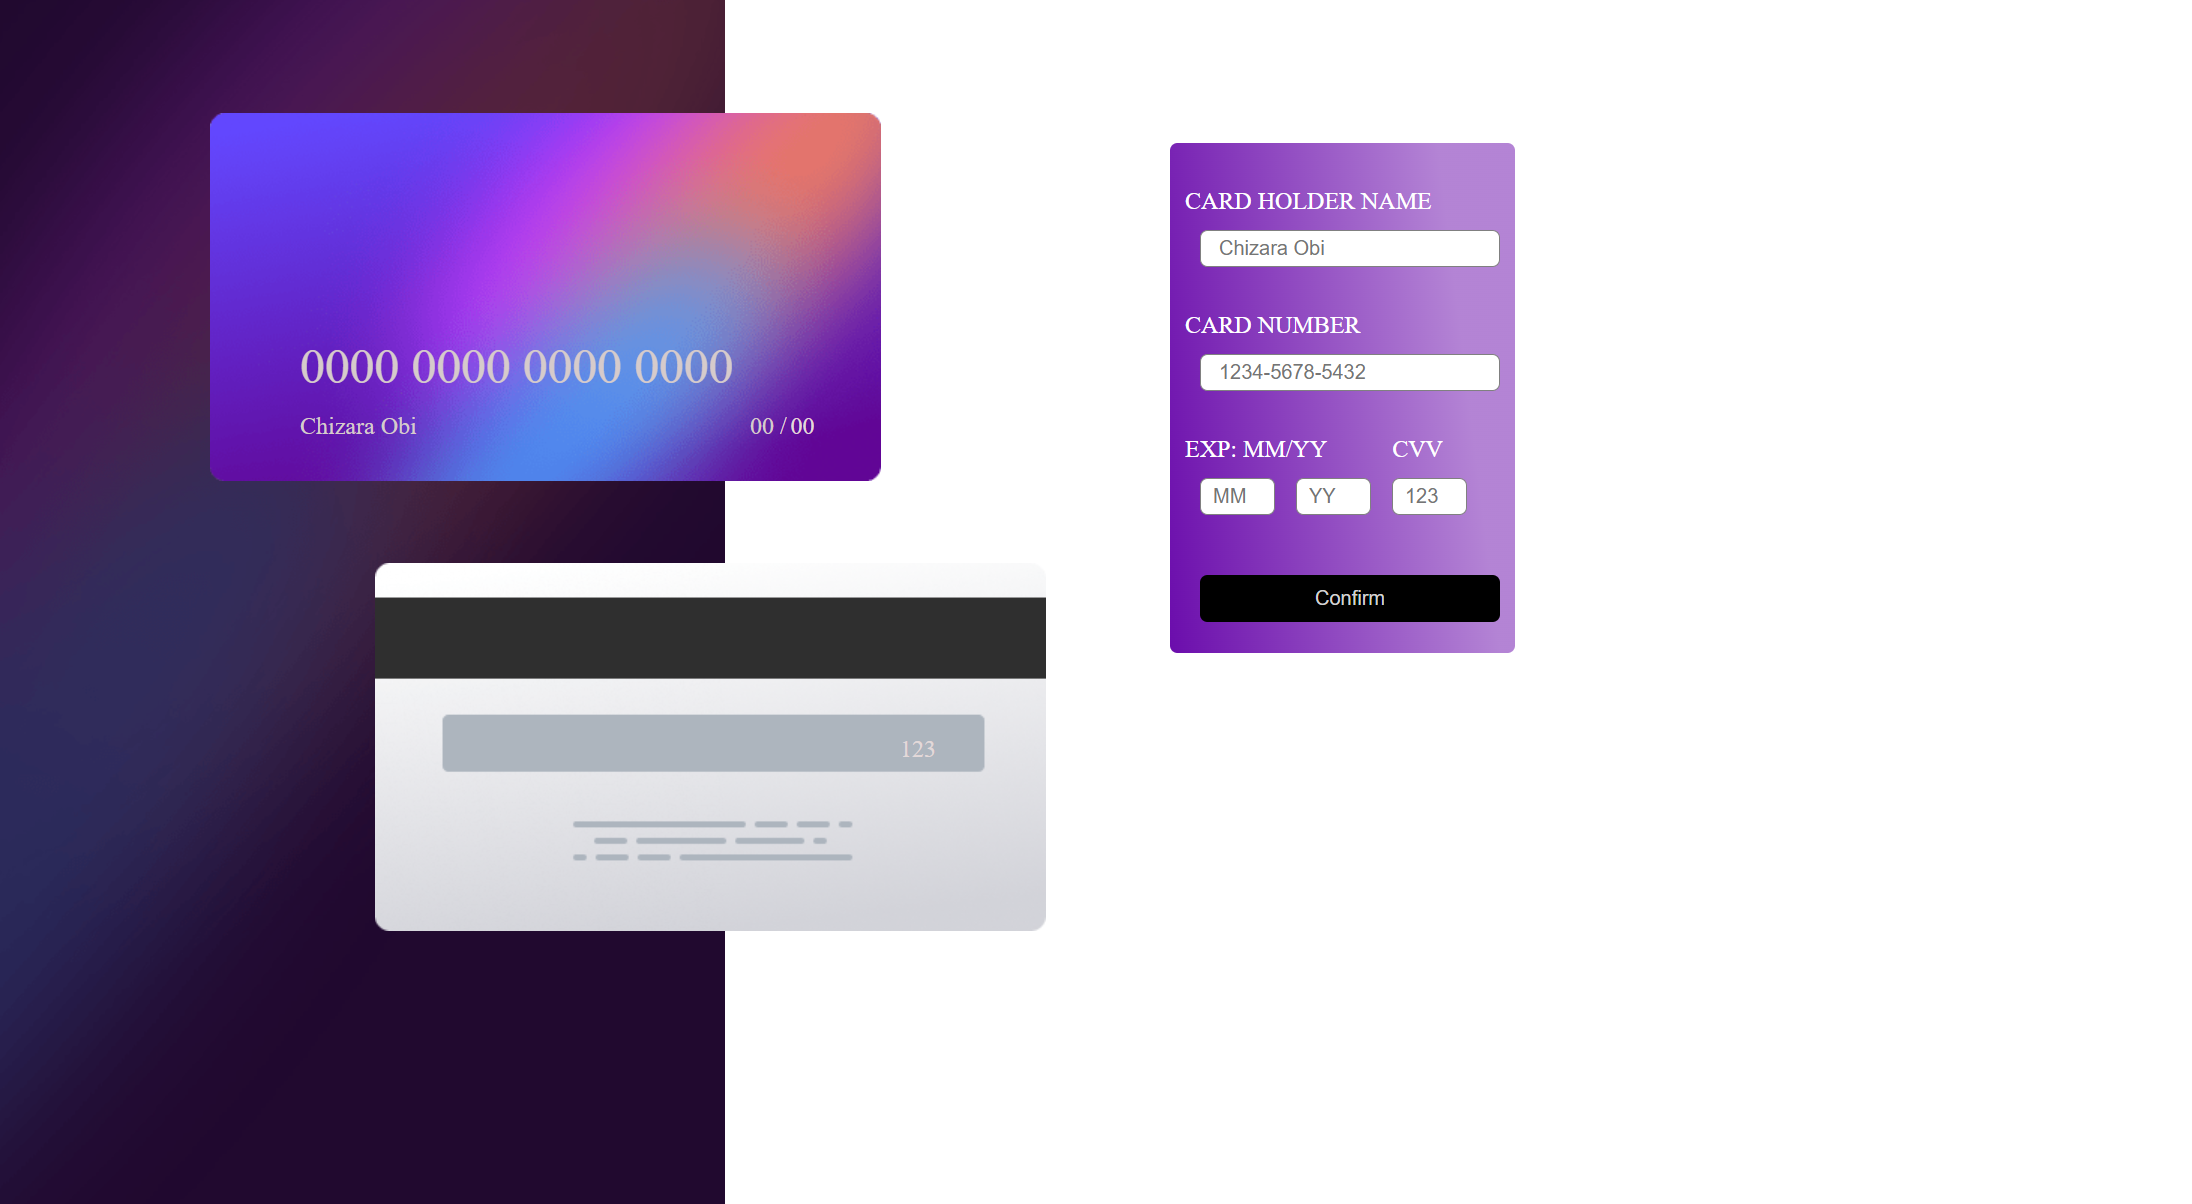 0000 0000 0000 0000
Chizara Obi 00 / 00
123
CARD HOLDER NAME
Chizara Obi
CARD NUMBER
1234-5678-5432
EXP: MM/YY CVV
MM YY 123
Confirm